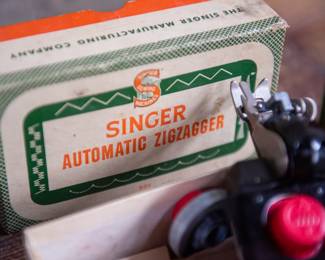 THE SINGER MANUFACTURING COMPANY
SINGER
AUTOMATIC ZIGZAGGER